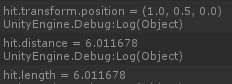 hit.transform.position = (1.0, 0.5, 0.0)
UnityEngine.Debug:Log(Object)
hit.distance = 6.011678
UnityEngine.Debug:Log(Object)
hit.length = 6.011678